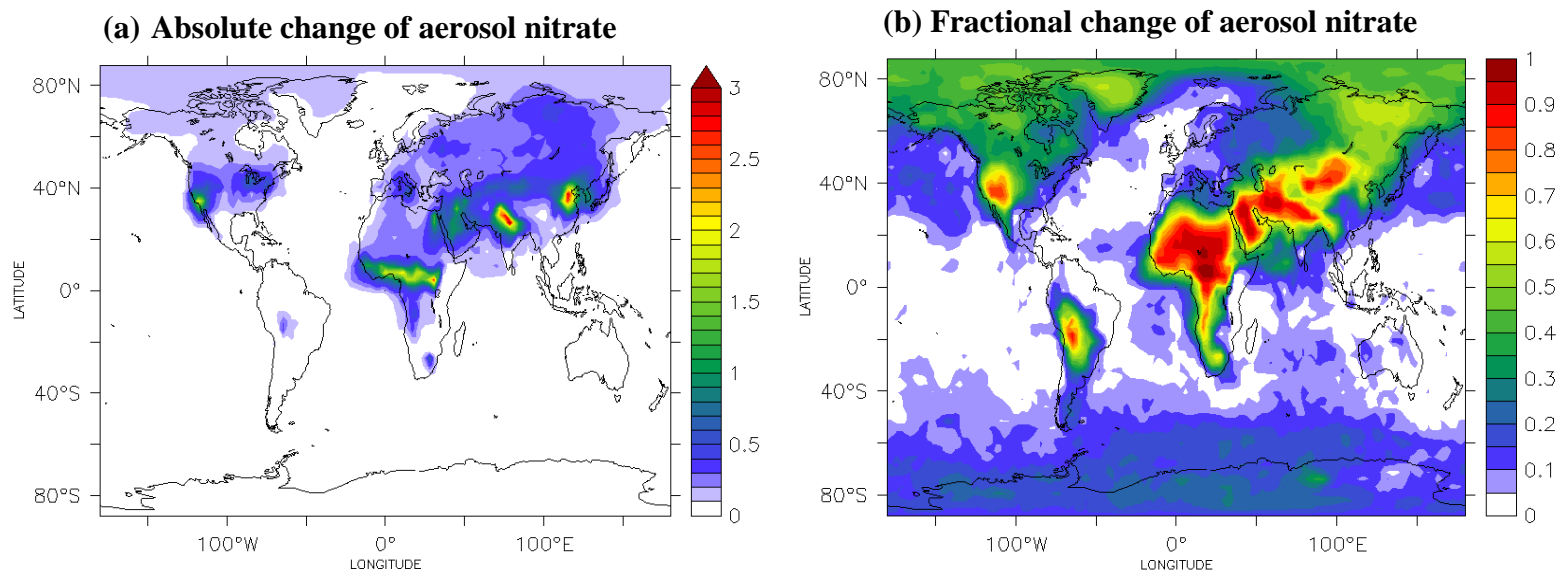 (a) Absolute change of aerosol nitrate
80°N
40°N
0°
40°S
80°S
LATITUDE
100°W
0°
100°E
LONGITUDE
3
2.5
2
1.5
1
0.5
0
(b) Fractional change of aerosol nitrate
80°N
40°N
0°
40°S
80°S
LATITUDE
100°W
0°
100°E
LONGITUDE
1
0.9
0.8
0.7
0.6
0.5
0.4
0.3
0.2
0.1
0